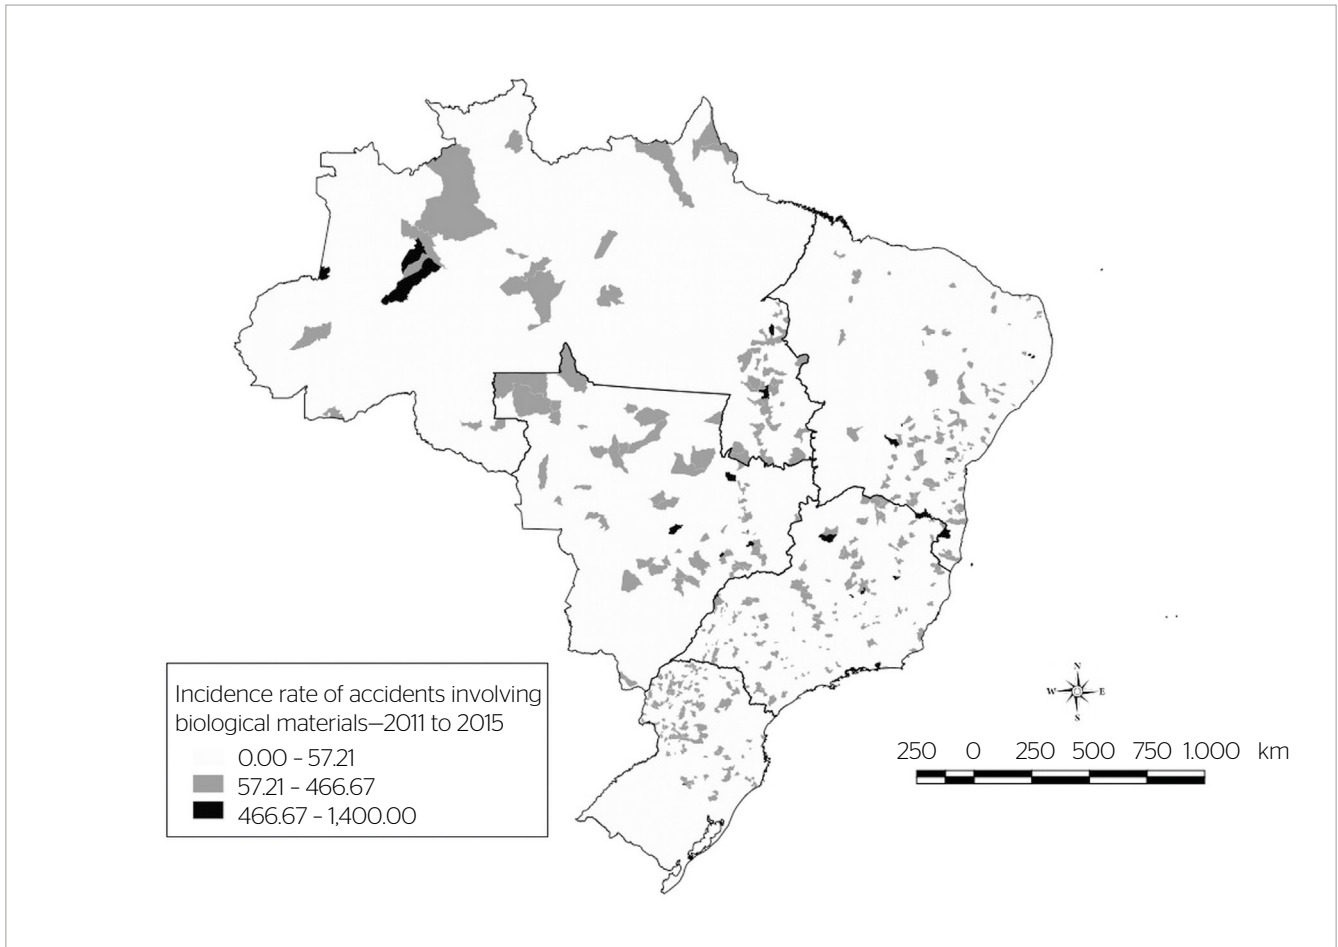 N
W E
S
Incidence rate of accidents involving
biological materials—2011 to 2015
0.00 – 57.21
57.21 – 466.67
466.67 – 1,400.00
250 0 250 500 750 1.000 km